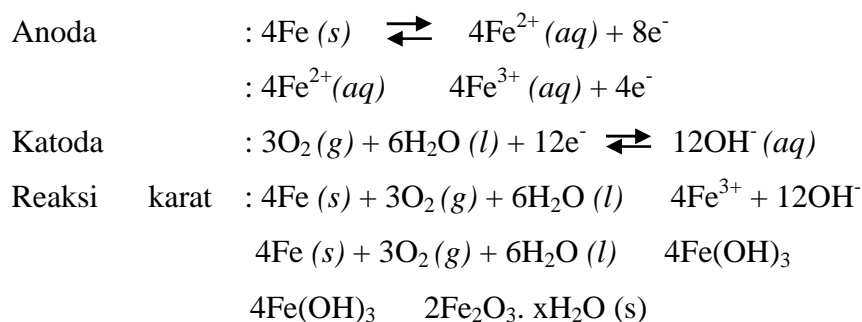 Anoda : 4Fe (s) ⇄ 4Fe²⁺ (aq) + 8e⁻
: 4Fe²⁺(aq) 4Fe³⁺ (aq) + 4e⁻
Katoda : 3O₂ (g) + 6H₂O (l) + 12e⁻ ⇄ 12OH⁻ (aq)
Reaksi karat : 4Fe (s) + 3O₂ (g) + 6H₂O (l) 4Fe³⁺ + 12OH⁻
4Fe (s) + 3O₂ (g) + 6H₂O (l) 4Fe(OH)₃
4Fe(OH)₃ 2Fe₂O₃. xH₂O (s)